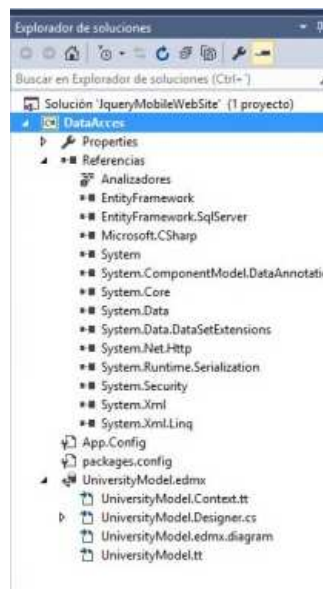 Explorador de soluciones
Buscar en Explorador de soluciones (Ctrl+´)
Solución 'JqueryMobileWebSite' (1 proyecto)
DataAcces
Properties
Referencias
Analizadores
EntityFramework
EntityFramework.SqlServer
Microsoft.CSharp
System
System.ComponentModel.DataAnnotati
System.Core
System.Data
System.Data.DataSetExtensions
System.Net.Http
System.Runtime.Serialization
System.Security
System.Xml
System.Xml.Linq
App.Config
packages.config
UniversityModel.edmx
UniversityModel.Context.tt
UniversityModel.Designer.cs
UniversityModel.edmx.diagram
UniversityModel.tt